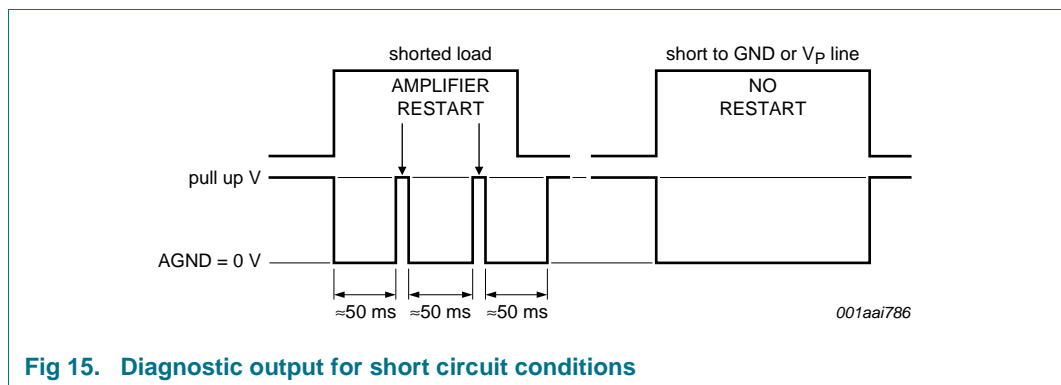 shorted load
short to GND or VP line
AMPLIFIER
RESTART
NO
RESTART
pull up V
AGND = 0 V
≈50 ms
≈50 ms
≈50 ms
001aai786
Fig 15. Diagnostic output for short circuit conditions